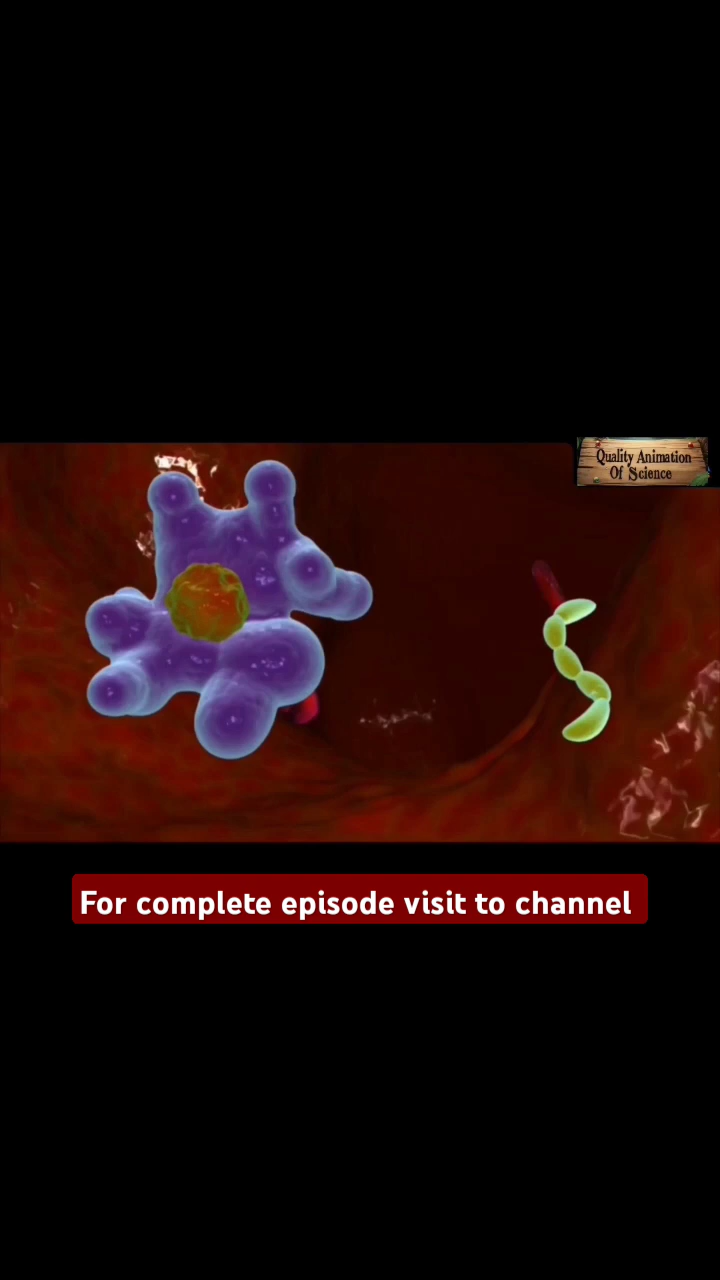 Quality Animation
Of Science
For complete episode visit to channel